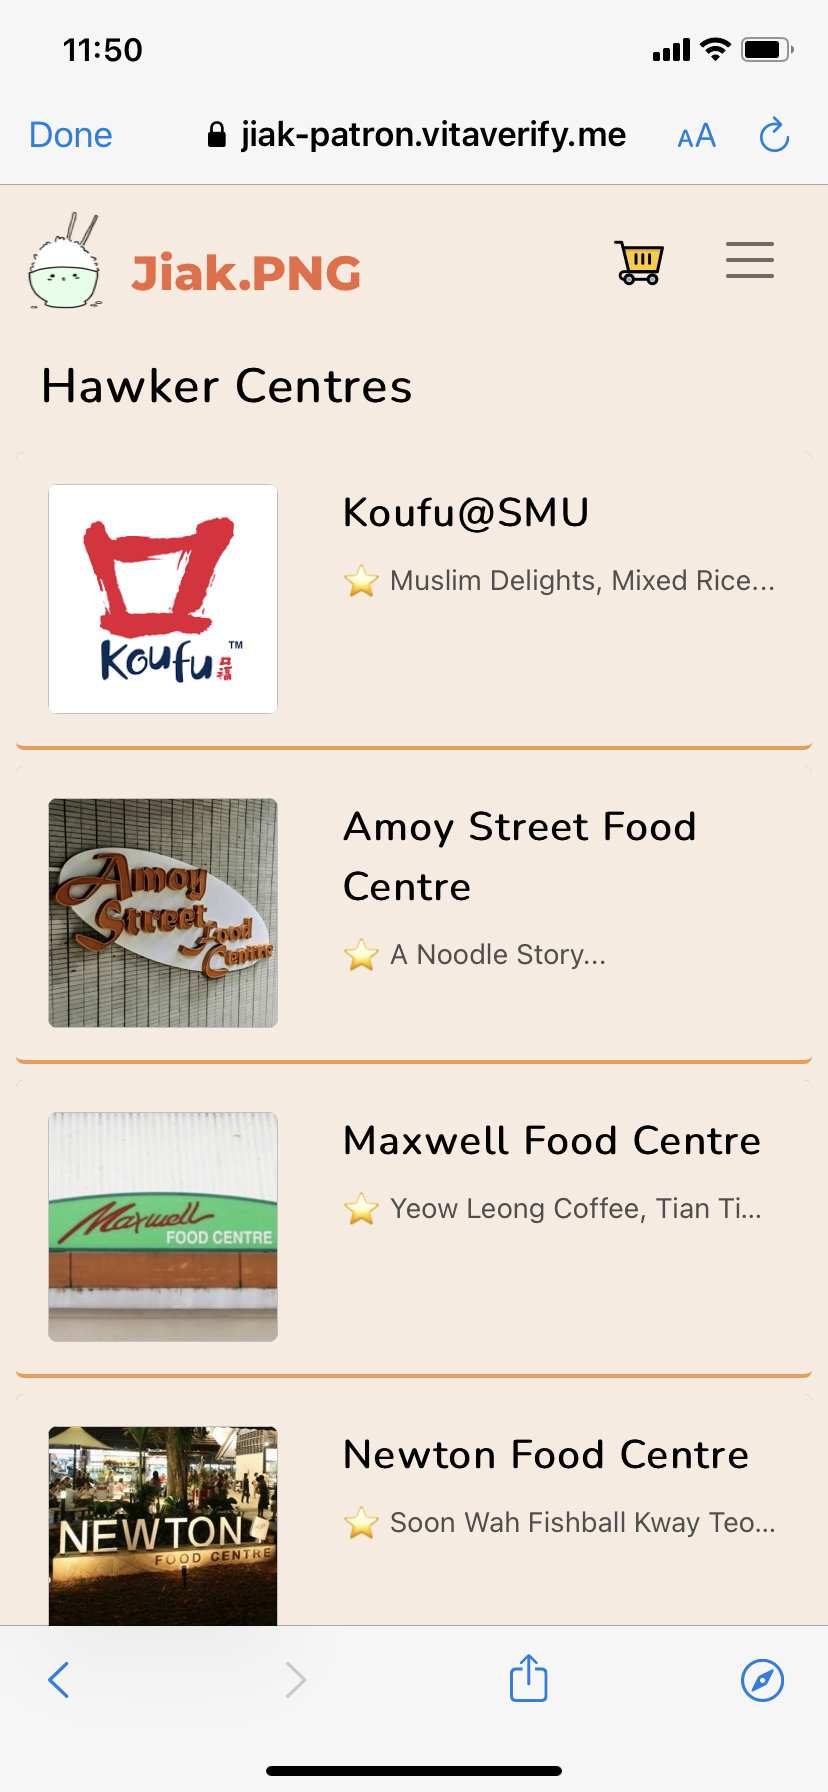 11:50
Done
jiak-patron.vitaverify.me
AA
Jiak.PNG
Hawker Centres
Koufu@SMU
Muslim Delights, Mixed Rice...
Koufu 口福 TM
Amoy Street Food
Centre
A Noodle Story...
Amoy
Street
Food
Centre
Maxwell Food Centre
Yeow Leong Coffee, Tian Ti...
Maxwell
FOOD CENTRE
Newton Food Centre
Soon Wah Fishball Kway Teo...
NEWTON
FOOD CENTRE